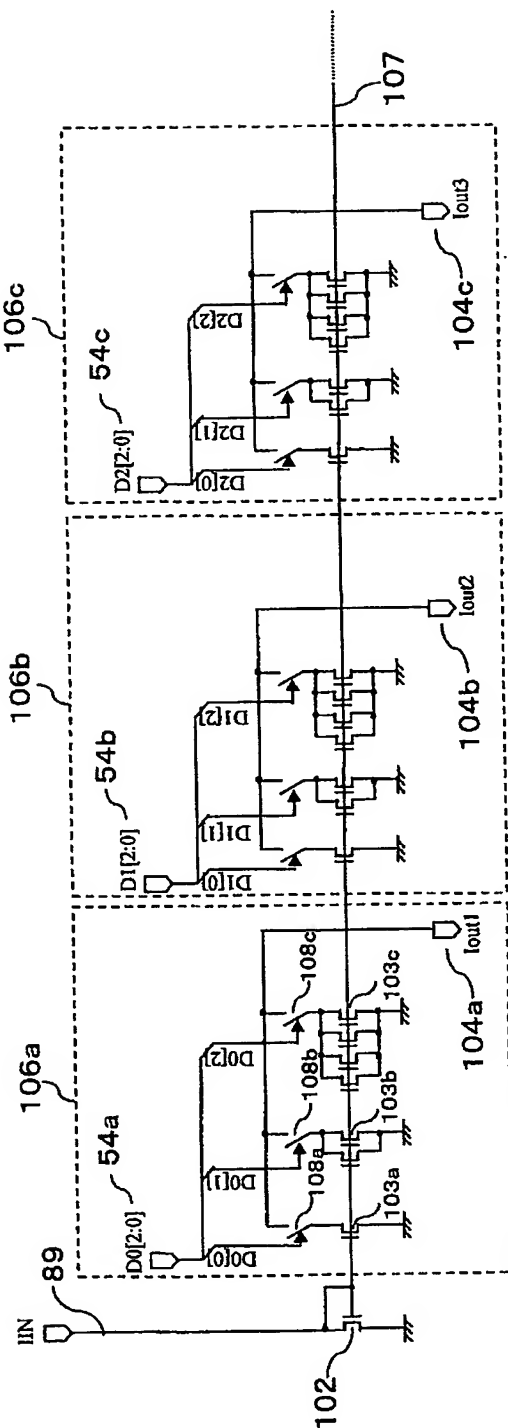 106a
106b
106c
89
IIN
54a
D0[2:0]
54b
D1[2:0]
54c
D2[2:0]
D0[0]
D0[1]
D0[2]
D1[0]
D1[1]
D1[2]
D2[0]
D2[1]
D2[2]
108a
108b
108c
103a
103b
103c
102
107
Iout1
104a
Iout2
104b
Iout3
104c